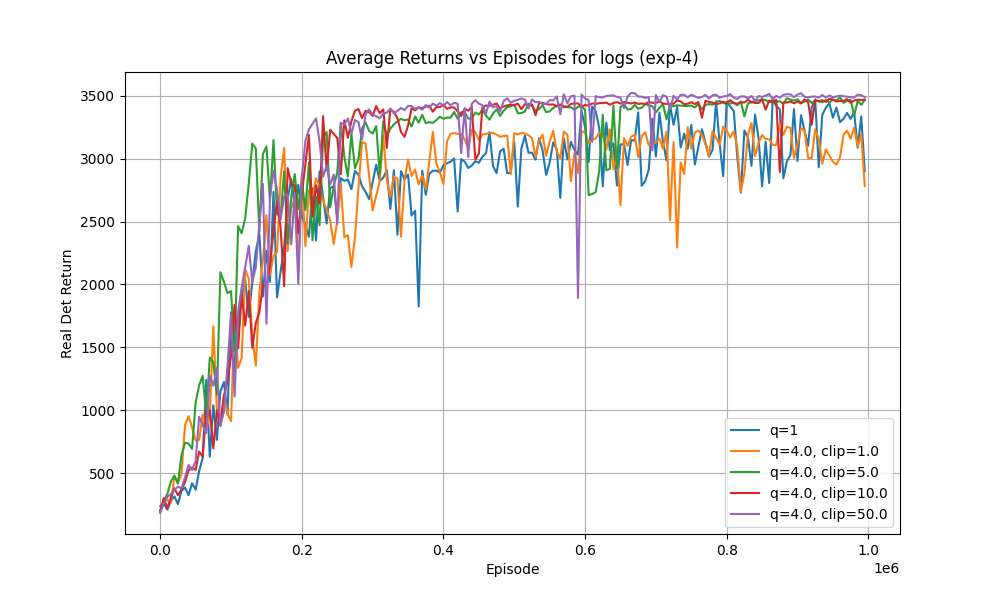 Average Returns vs Episodes for logs (exp-4)
Real Det Return
3500
3000
2500
2000
1500
1000
500
0.0 0.2 0.4 0.6 0.8 1.0
1e6
Episode
q=1
q=4.0, clip=1.0
q=4.0, clip=5.0
q=4.0, clip=10.0
q=4.0, clip=50.0